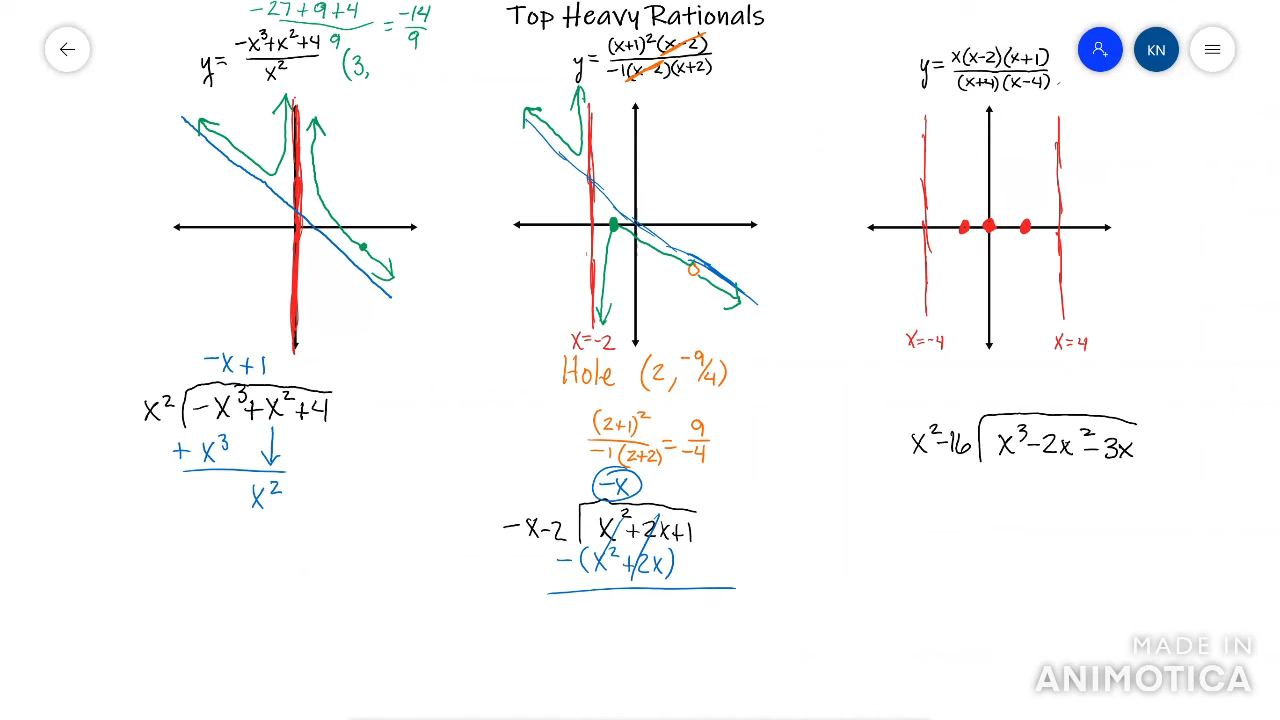 Top Heavy Rationals
-27+9+4 / 9 = -14/9
y = -x³+x²+4 / x²
(3,
-x+1
x² ) -x³+x²+4
+ x³
x²
y = (x+1)²(x-2) / -1(x-2)(x+2)
x=-2
Hole (2, -9/4)
(2+1)² / -1(2+2) = 9/-4
-x
-x-2 ) x²+2x+1
-(x²+2x)
y = x(x-2)(x+1) / (x+4)(x-4)
x=-4
x=4
x²-16 ) x³-2x²-3x
KN
MADE IN
ANIMOTICA